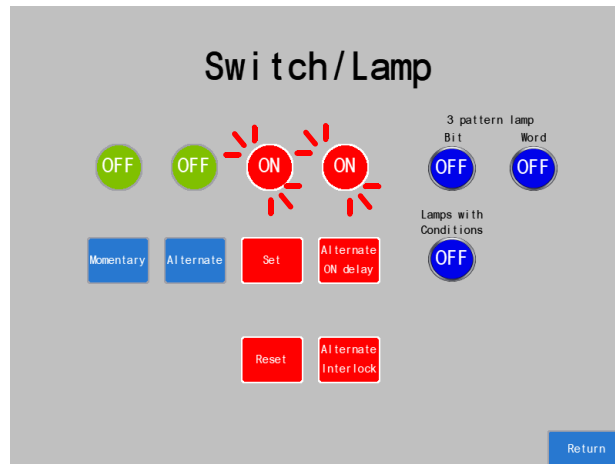 Switch/Lamp
3 pattern lamp
Bit Word
OFF OFF ON ON OFF OFF
Lamps with
Conditions
OFF
Momentary Alternate Set Alternate
ON delay
Reset Alternate
Interlock
Return